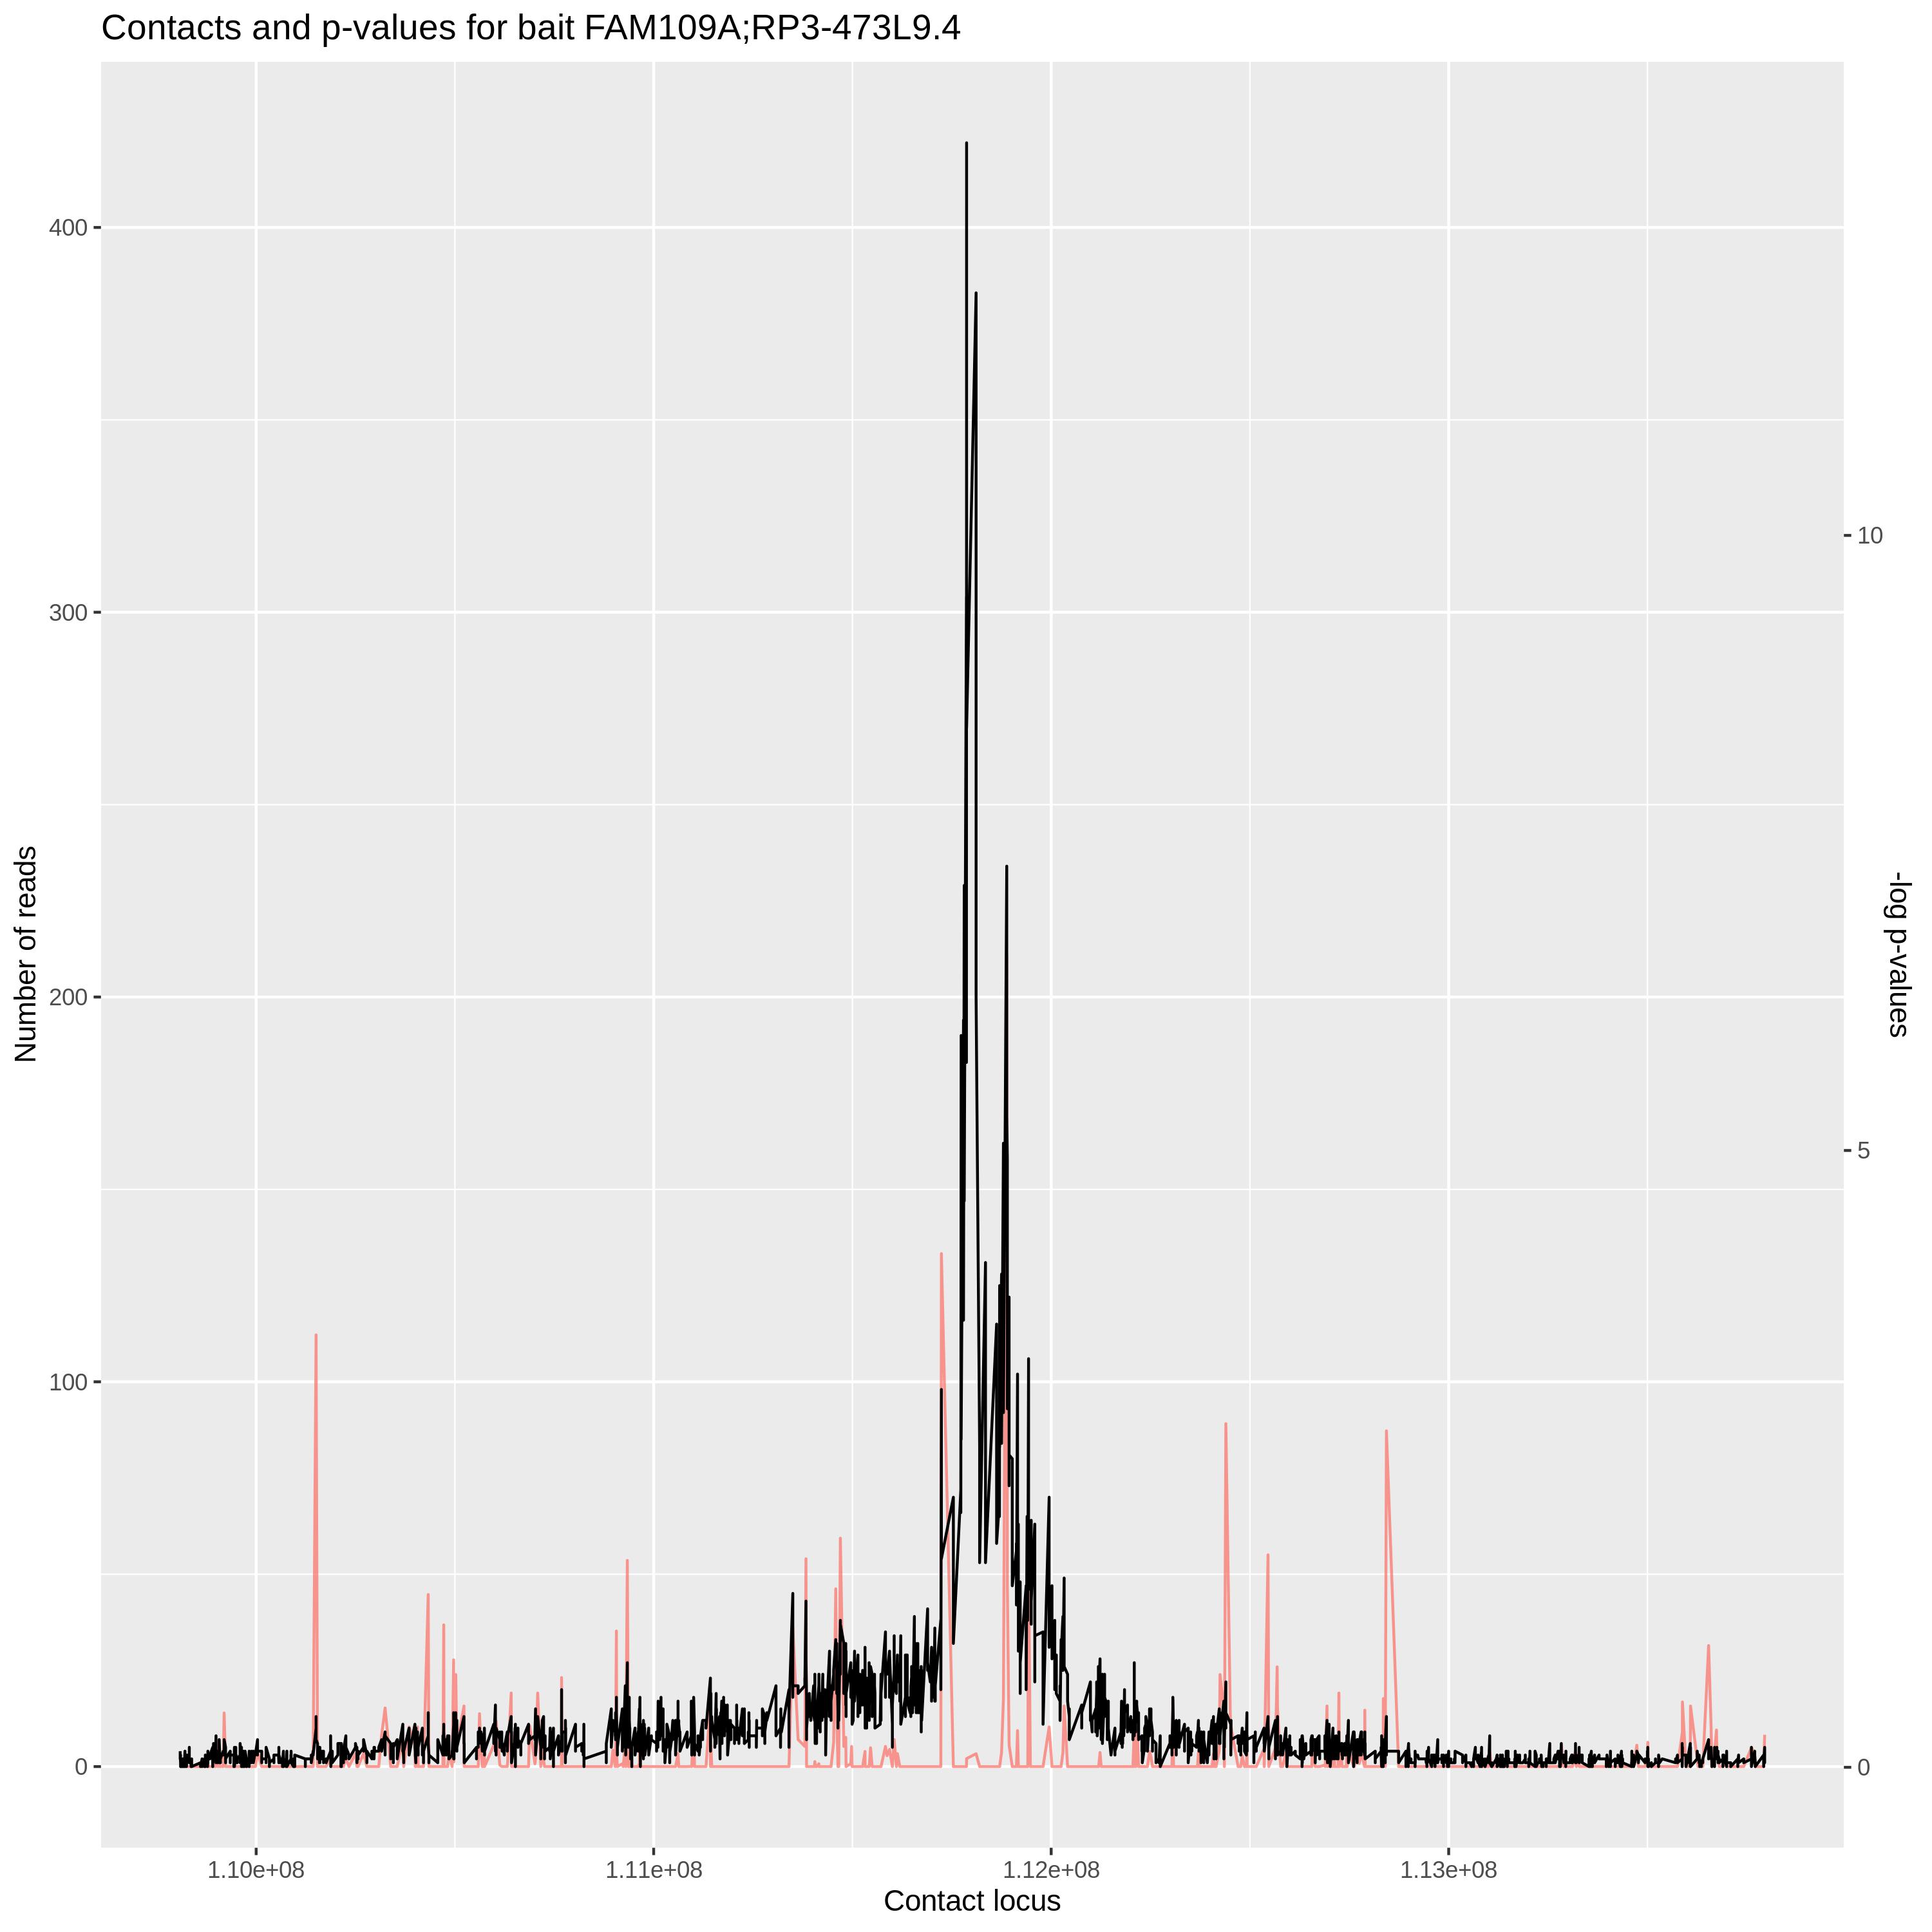 Contacts and p-values for bait FAM109A;RP3-473L9.4
400
300
200
100
0
Number of reads
10
5
0
-log p-values
1.10e+08 1.11e+08 1.12e+08 1.13e+08
Contact locus